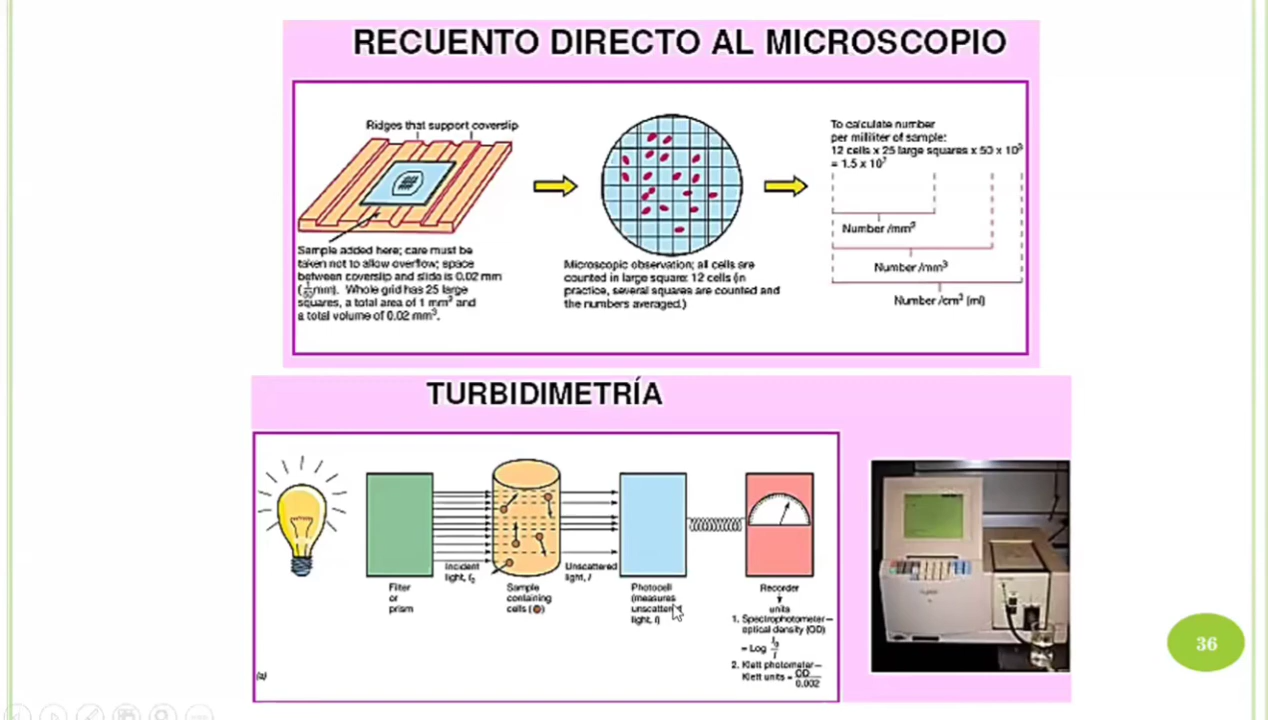 RECUENTO DIRECTO AL MICROSCOPIO
Ridges that support coverslip
Sample added here; care must be
taken not to allow overflow; space
between coverslip and slide is 0.02 mm
mm). Whole grid has 25 large
squares, a total area of 1 mm² and
a total volume of 0.02 mm³.
Microscopic observation; all cells are
counted in large square: 12 cells (in
practice, several squares are counted and
the numbers averaged.)
To calculate number
per milliliter of sample:
12 cells x 25 large squares x 50 x 10³
= 1.5 x 10⁷
Number /mm²
Number /mm³
Number /cm³ (ml)
TURBIDIMETRÍA
Filter
or
prism
Incident
light, I₀
Sample
containing
cells ( )
Unscattered
light, I
Photocell
(measures
light, I)
Recorder
units
1. Spectrophotometer—
optical density (OD)
= Log I₀/I
2. Klett photometer—
Klett units = OD/0.002
(a)
36